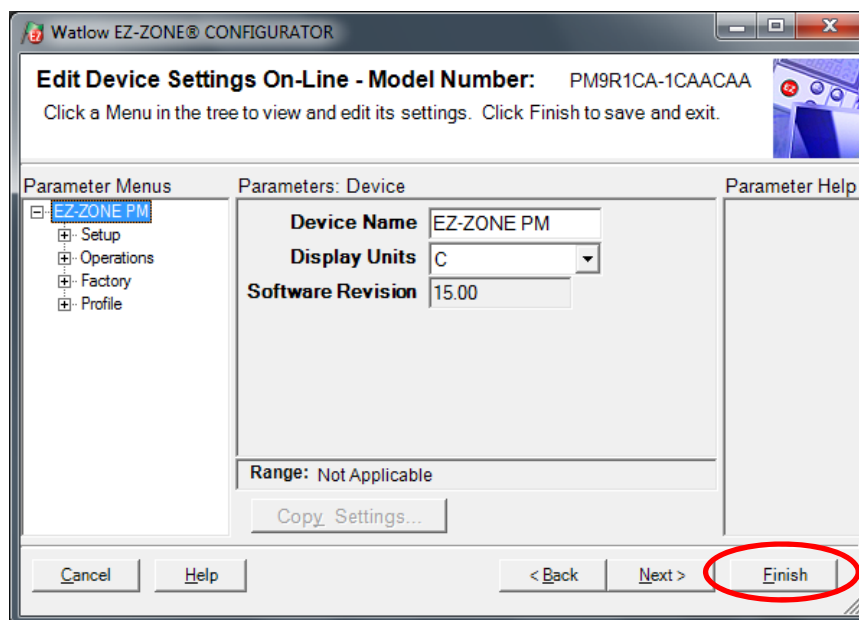 Watlow EZ-ZONE® CONFIGURATOR
Edit Device Settings On-Line - Model Number: PM9R1CA-1CAACAA
Click a Menu in the tree to view and edit its settings. Click Finish to save and exit.
Parameter Menus
EZ-ZONE PM
Setup
Operations
Factory
Profile
Parameters: Device
Device Name EZ-ZONE PM
Display Units C
Software Revision 15.00
Range: Not Applicable
Copy Settings...
Parameter Help
Cancel Help < Back Next > Finish